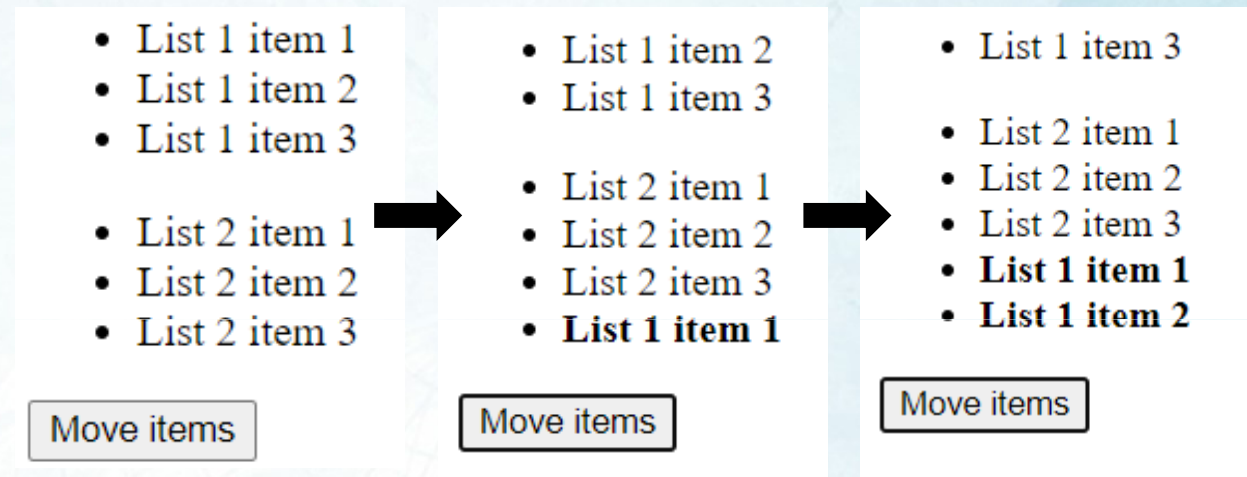 List 1 item 1
List 1 item 2
List 1 item 3
List 2 item 1
List 2 item 2
List 2 item 3
Move items
List 1 item 2
List 1 item 3
List 2 item 1
List 2 item 2
List 2 item 3
List 1 item 1
Move items
List 1 item 3
List 2 item 1
List 2 item 2
List 2 item 3
List 1 item 1
List 1 item 2
Move items